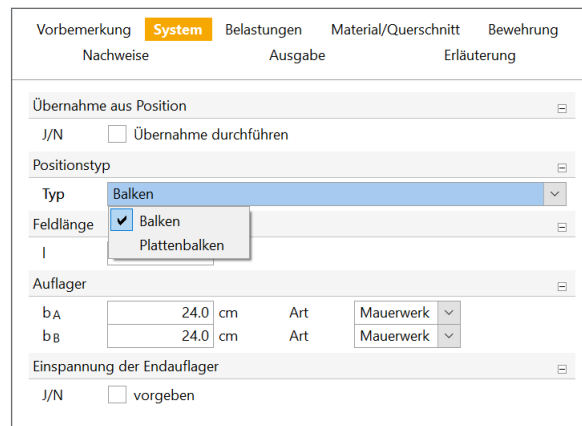 Vorbemerkung System Belastungen Material/Querschnitt Bewehrung
Nachweise Ausgabe Erläuterung
Übernahme aus Position
J/N Übernahme durchführen
Positionstyp
Typ Balken
Balken
Feldlänge
Plattenbalken
l
Auflager
bA 24.0 cm Art Mauerwerk
bB 24.0 cm Art Mauerwerk
Einspannung der Endauflager
J/N vorgeben